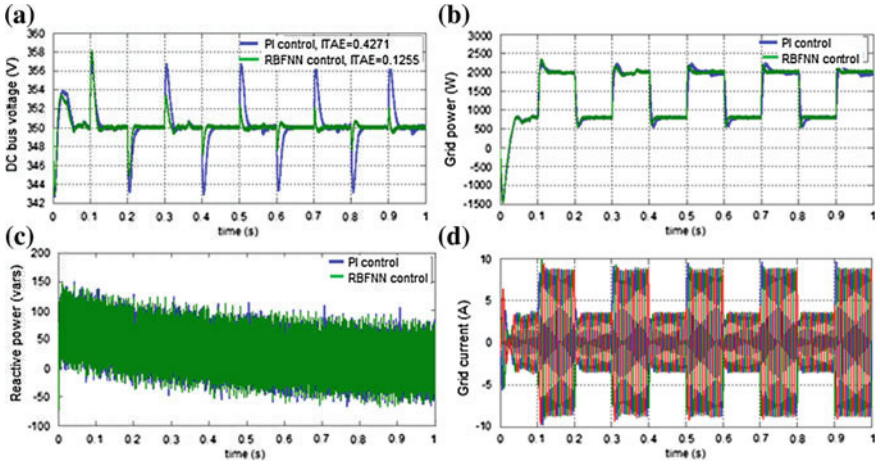 (a)
DC bus voltage (V)
360
358
356
354
352
350
348
346
344
342
PI control, ITAE=0.4271
RBFNN control, ITAE=0.1255
0 0.1 0.2 0.3 0.4 0.5 0.6 0.7 0.8 0.9 1
time (s)
(b)
Grid power (W)
3000
2500
2000
1500
1000
500
0
-500
-1000
-1500
PI control
RBFNN control
0 0.1 0.2 0.3 0.4 0.5 0.6 0.7 0.8 0.9 1
time (s)
(c)
Reactive power (vars)
200
150
100
50
0
-50
-100
PI control
RBFNN control
0 0.1 0.2 0.3 0.4 0.5 0.6 0.7 0.8 0.9 1
time (s)
(d)
Grid current (A)
10
5
0
-5
-10
0 0.1 0.2 0.3 0.4 0.5 0.6 0.7 0.8 0.9 1
time (s)